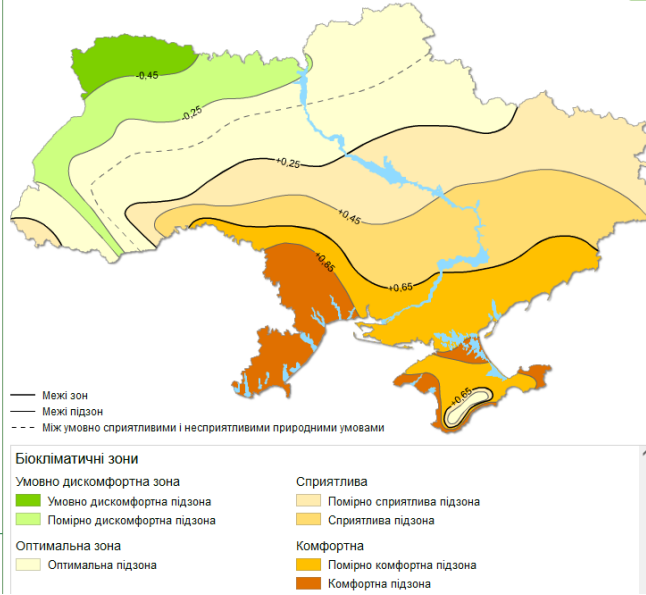 -0,45
-0,25
+0,25
+0,45
+0,85
+0,65
+0,65
Межі зон
Межі підзон
Між умовно сприятливими і несприятливими природними умовами
Біокліматичні зони
Умовно дискомфортна зона
Умовно дискомфортна підзона
Помірно дискомфортна підзона
Оптимальна зона
Оптимальна підзона
Сприятлива
Помірно сприятлива підзона
Сприятлива підзона
Комфортна
Помірно комфортна підзона
Комфортна підзона